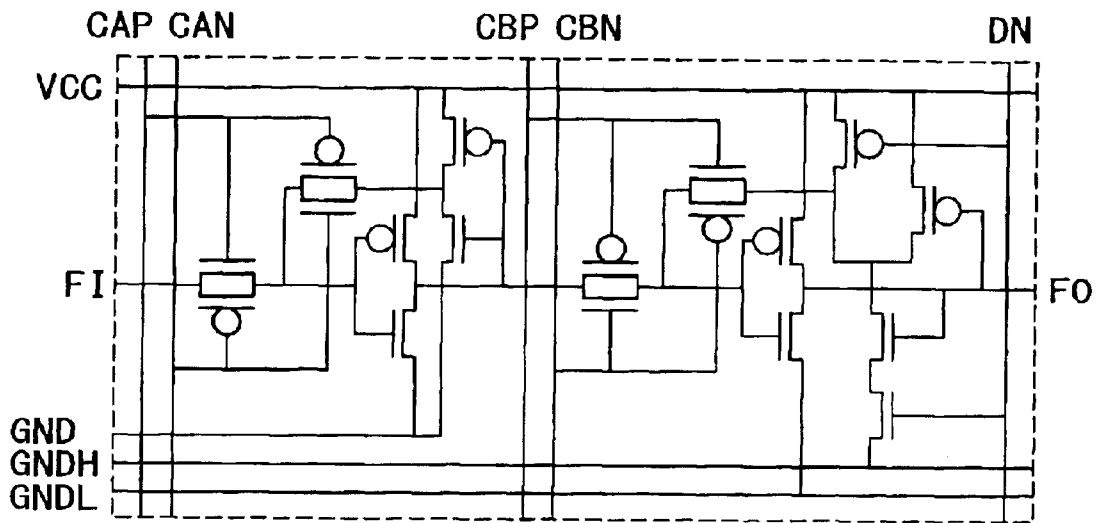 CAP CAN CBP CBN DN
VCC
FI FO
GND
GNDH
GNDL